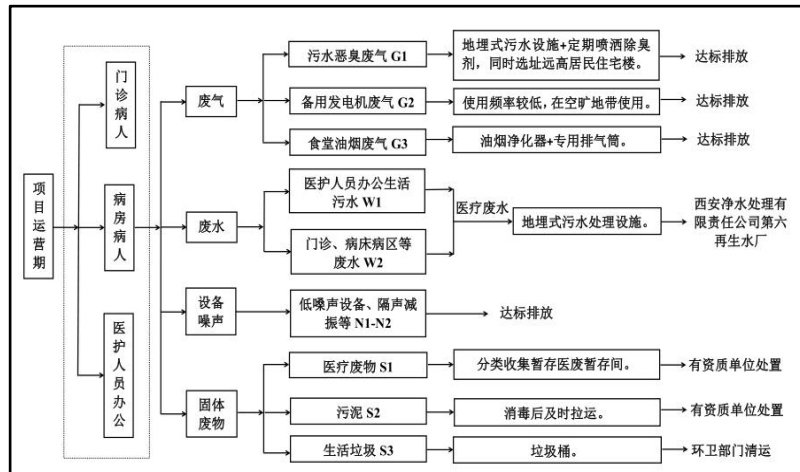 项目运营期
门诊病人
病房病人
医护人员办公
废气
污水恶臭废气 G1
地埋式污水设施+定期喷洒除臭
剂，同时选址远高居民住宅楼。
达标排放
备用发电机废气 G2
使用频率较低，在空旷地带使用。
达标排放
食堂油烟废气 G3
油烟净化器+专用排气筒。
达标排放
废水
医护人员办公生活
污水 W1
门诊、病床病区等
废水 W2
医疗废水
地埋式污水处理设施。
西安净水处理有
限责任公司第六
再生水厂
设备
噪声
低噪声设备、隔声减
振等 N1-N2
达标排放
固体
废物
医疗废物 S1
分类收集暂存医废暂存间。
有资质单位处置
污泥 S2
消毒后及时拉运。
有资质单位处置
生活垃圾 S3
垃圾桶。
环卫部门清运